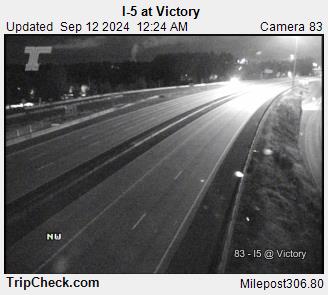 I-5 at Victory
Updated  Sep 12 2024  12:24 AM
Camera 83
T
NW
83 - I5 @ Victory
TripCheck.com
Milepost306.80